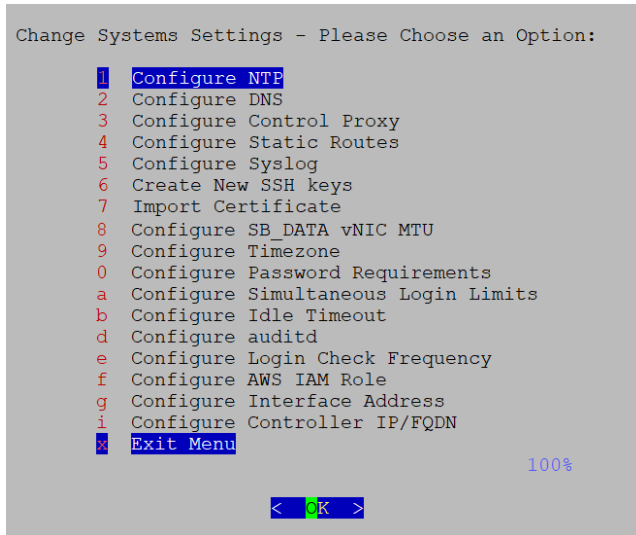 Change Systems Settings - Please Choose an Option:
1 Configure NTP
2 Configure DNS
3 Configure Control Proxy
4 Configure Static Routes
5 Configure Syslog
6 Create New SSH keys
7 Import Certificate
8 Configure SB_DATA vNIC MTU
9 Configure Timezone
0 Configure Password Requirements
a Configure Simultaneous Login Limits
b Configure Idle Timeout
d Configure auditd
e Configure Login Check Frequency
f Configure AWS IAM Role
g Configure Interface Address
i Configure Controller IP/FQDN
x Exit Menu
100%
< OK >